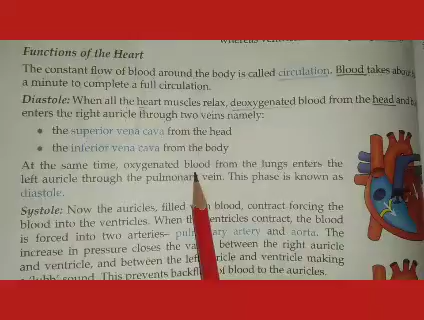 Functions of the Heart
The constant flow of blood around the body is called circulation. Blood takes about
a minute to complete a full circulation.
Diastole: When all the heart muscles relax, deoxygenated blood from the head and
enters the right auricle through two veins namely:
• the superior vena cava from the head
• the inferior vena cava from the body
At the same time, oxygenated blood from the lungs enters the
left auricle through the pulmonary vein. This phase is known as
diastole.
Systole: Now the auricles, filled blood, contract forcing the
blood into the ventricles. When ventricles contract, the blood
is forced into two arteries– artery and aorta. The
increase in pressure closes the between the right auricle
and ventricle, and between the left and ventricle making
sound. This prevents of blood to the auricles.